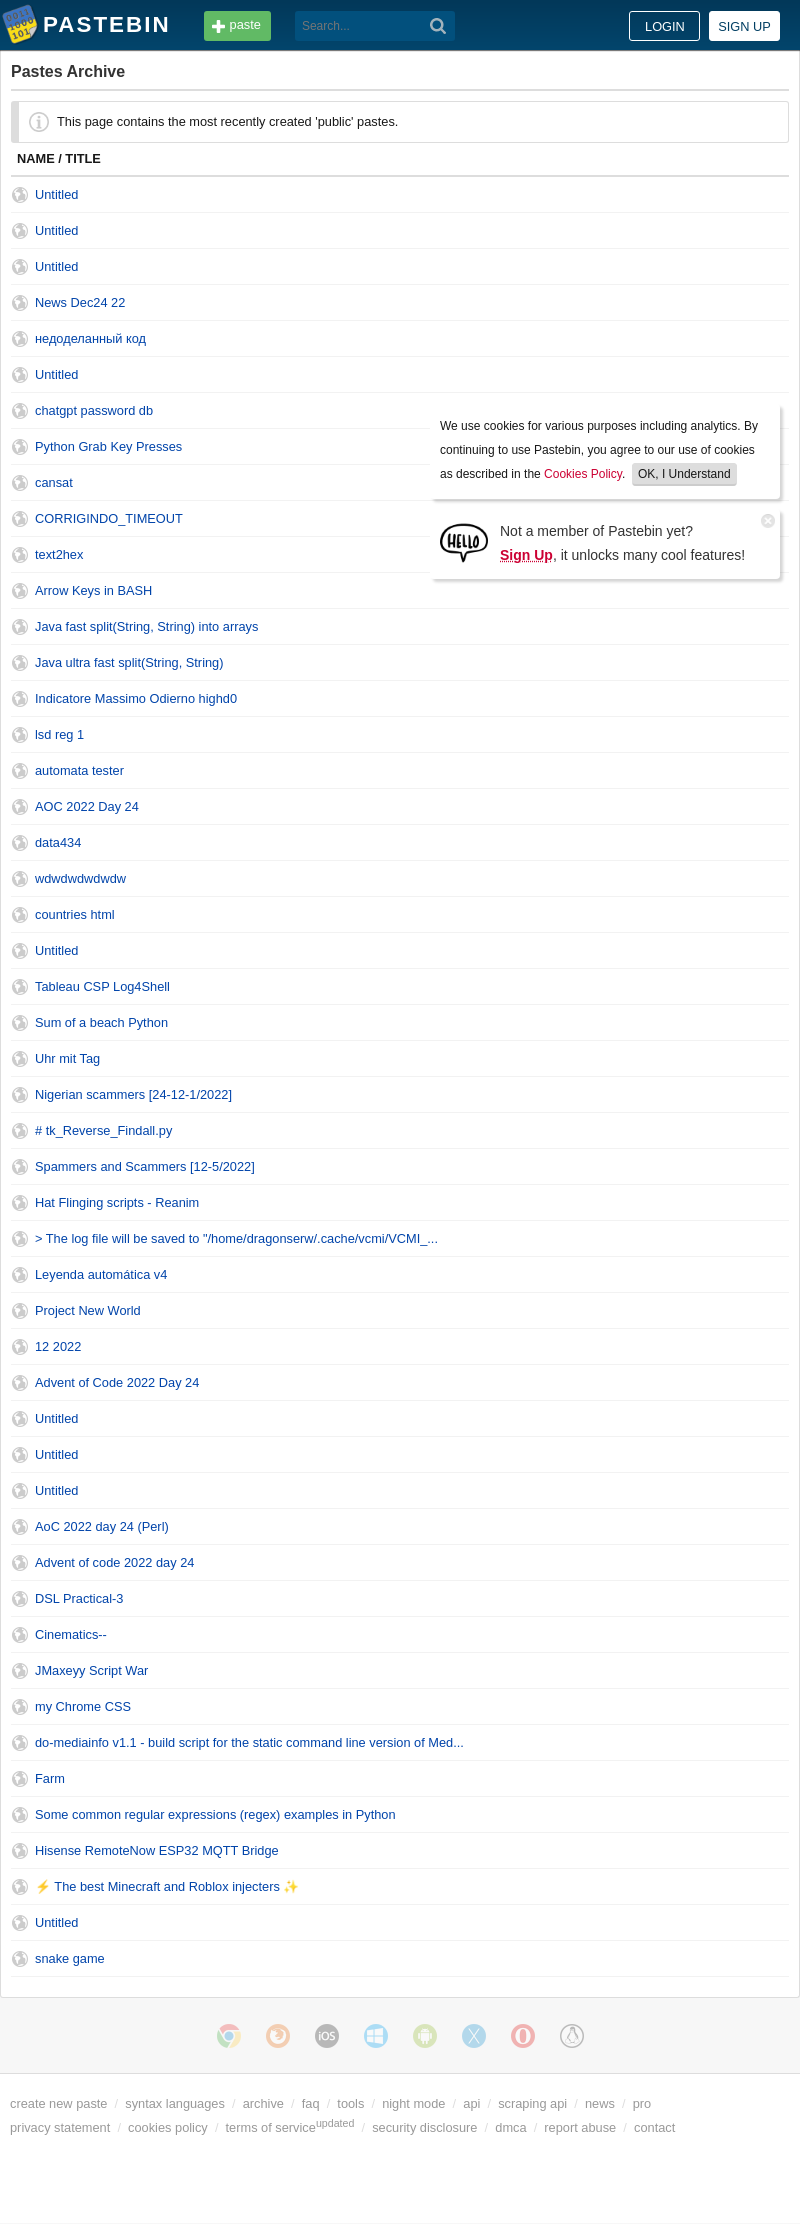 PASTEBIN
paste
Search...
LOGIN
SIGN UP
Pastes Archive
This page contains the most recently created 'public' pastes.
NAME / TITLE
Untitled
Untitled
Untitled
News Dec24 22
недоделанный код
Untitled
chatgpt password db
Python Grab Key Presses
cansat
CORRIGINDO_TIMEOUT
text2hex
Arrow Keys in BASH
We use cookies for various purposes including analytics. By
continuing to use Pastebin, you agree to our use of cookies
as described in the Cookies Policy. OK, I Understand
HELLO
Not a member of Pastebin yet?
Sign Up, it unlocks many cool features!
Java fast split(String, String) into arrays
Java ultra fast split(String, String)
Indicatore Massimo Odierno highd0
lsd reg 1
automata tester
AOC 2022 Day 24
data434
wdwdwdwdwdw
countries html
Untitled
Tableau CSP Log4Shell
Sum of a beach Python
Uhr mit Tag
Nigerian scammers [24-12-1/2022]
# tk_Reverse_Findall.py
Spammers and Scammers [12-5/2022]
Hat Flinging scripts - Reanim
> The log file will be saved to "/home/dragonserw/.cache/vcmi/VCMI_...
Leyenda automática v4
Project New World
12 2022
Advent of Code 2022 Day 24
Untitled
Untitled
Untitled
AoC 2022 day 24 (Perl)
Advent of code 2022 day 24
DSL Practical-3
Cinematics--
JMaxeyy Script War
my Chrome CSS
do-mediainfo v1.1 - build script for the static command line version of Med...
Farm
Some common regular expressions (regex) examples in Python
Hisense RemoteNow ESP32 MQTT Bridge
⚡ The best Minecraft and Roblox injecters ✨
Untitled
snake game
iOS
create new paste / syntax languages / archive / faq / tools / night mode / api / scraping api / news / pro
privacy statement / cookies policy / terms of service updated / security disclosure / dmca / report abuse / contact